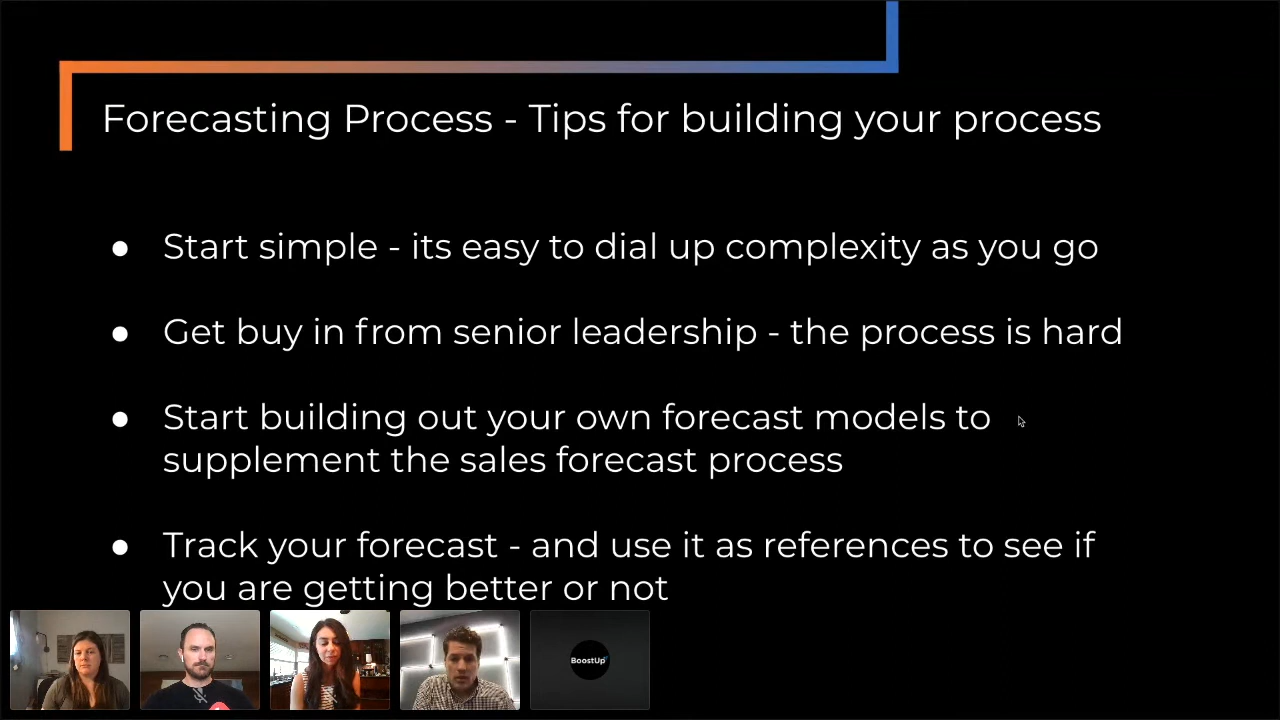 Forecasting Process - Tips for building your process
● Start simple - its easy to dial up complexity as you go
● Get buy in from senior leadership - the process is hard
● Start building out your own forecast models to
supplement the sales forecast process
● Track your forecast - and use it as references to see if
you are getting better or not
BoostUp